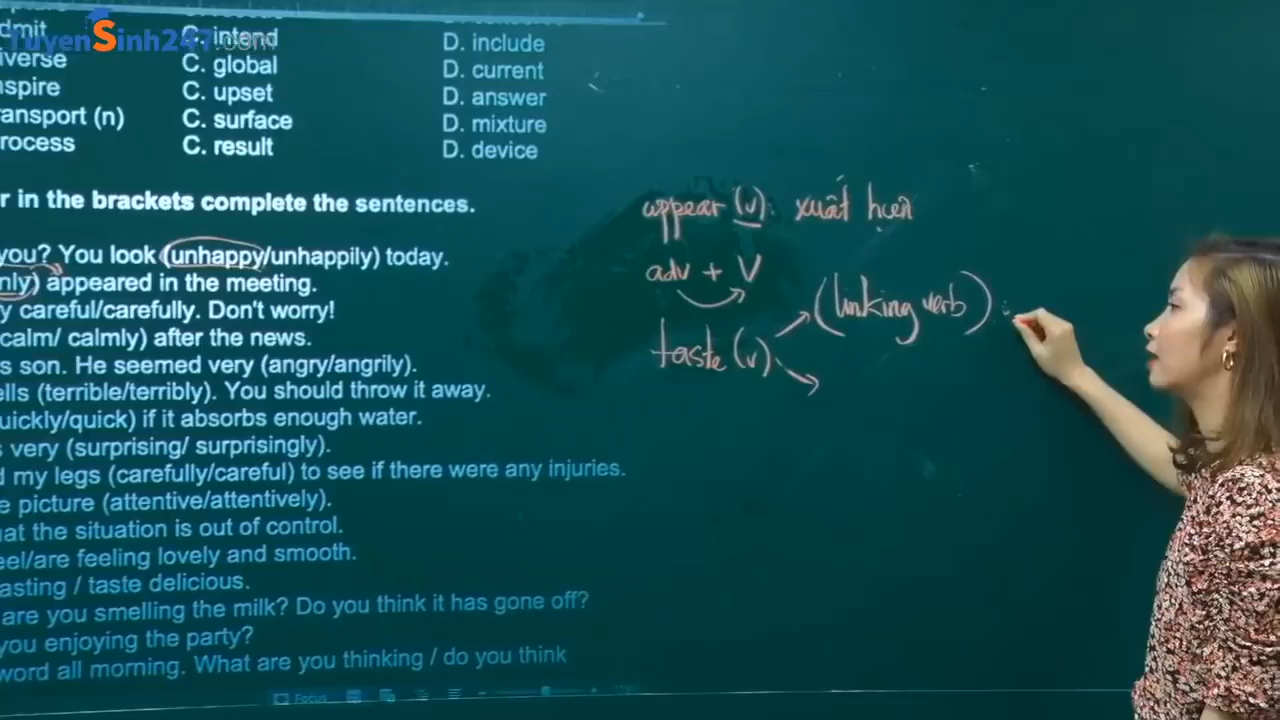 TuyenSinh247.com
dmit C. intend D. include
iverse C. global D. current
nspire C. upset D. answer
ransport (n) C. surface D. mixture
rocess C. result D. device
r in the brackets complete the sentences.
you? You look (unhappy/unhappily) today.
nly) appeared in the meeting.
y careful/carefully. Don't worry!
(calm/ calmly) after the news.
s son. He seemed very (angry/angrily).
ells (terrible/terribly). You should throw it away.
quickly/quick) if it absorbs enough water.
s very (surprising/ surprisingly).
d my legs (carefully/careful) to see if there were any injuries.
e picture (attentive/attentively).
hat the situation is out of control.
eel/are feeling lovely and smooth.
asting / taste delicious.
are you smelling the milk? Do you think it has gone off?
you enjoying the party?
word all morning. What are you thinking / do you think
Focus
appear (v): xuất hiện
adv + V
(linking verb) :
taste (v)